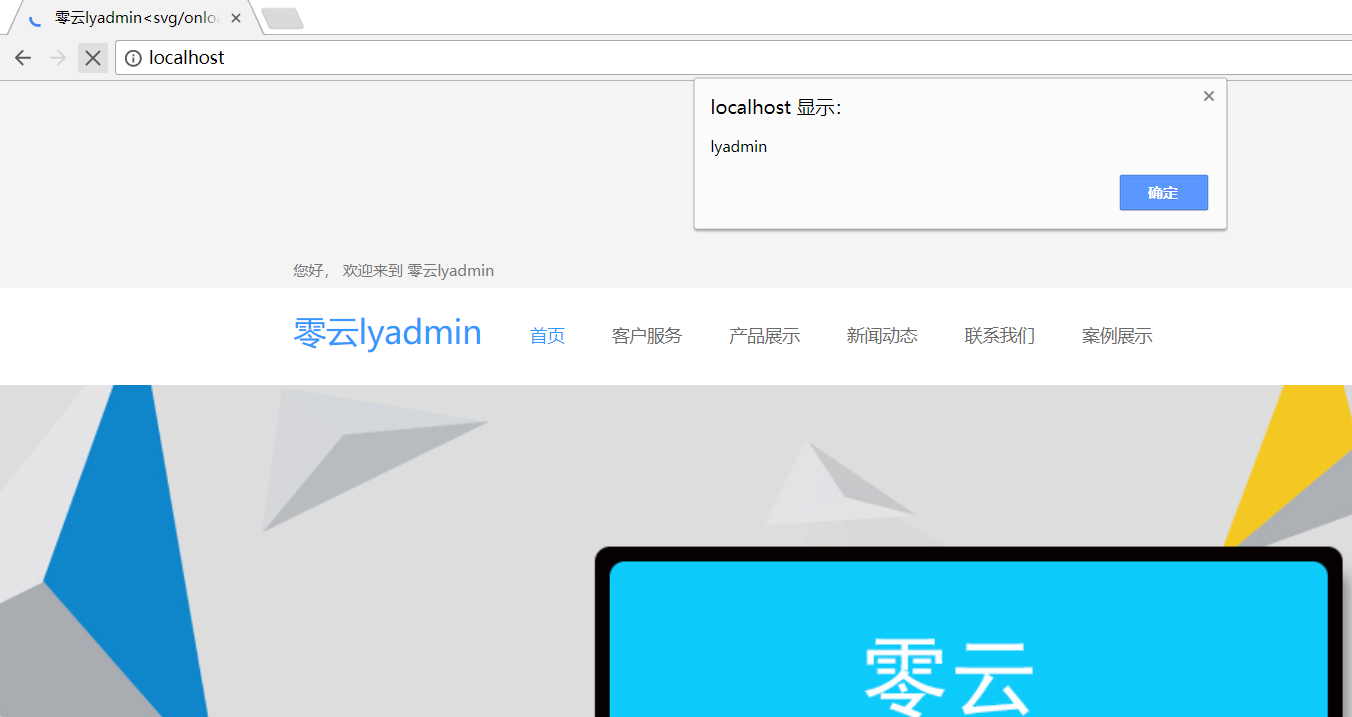 零云lyadmin<svg/onlo
localhost
localhost 显示：
lyadmin
确定
您好， 欢迎来到 零云lyadmin
零云lyadmin 首页 客户服务 产品展示 新闻动态 联系我们 案例展示
零云